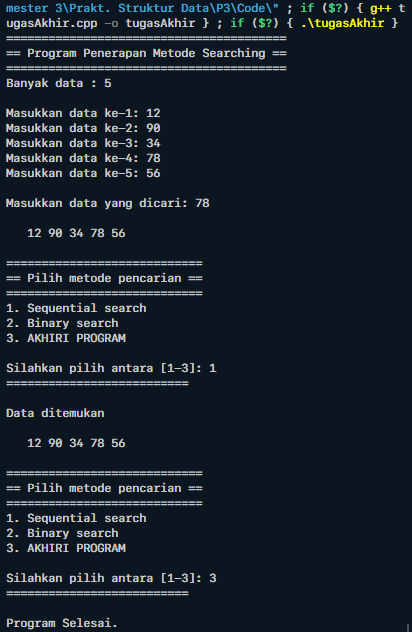 mester 3\Prakt. Struktur Data\P3\Code\" ; if ($?) { g++ t
ugasAkhir.cpp -o tugasAkhir } ; if ($?) { .\tugasAkhir }
========================================
== Program Penerapan Metode Searching ==
========================================
Banyak data : 5
Masukkan data ke-1: 12
Masukkan data ke-2: 90
Masukkan data ke-3: 34
Masukkan data ke-4: 78
Masukkan data ke-5: 56
Masukkan data yang dicari: 78
12 90 34 78 56
============================
== Pilih metode pencarian ==
============================
1. Sequential search
2. Binary search
3. AKHIRI PROGRAM
Silahkan pilih antara [1-3]: 1
==========================
Data ditemukan
12 90 34 78 56
============================
== Pilih metode pencarian ==
============================
1. Sequential search
2. Binary search
3. AKHIRI PROGRAM
Silahkan pilih antara [1-3]: 3
==========================
Program Selesai.